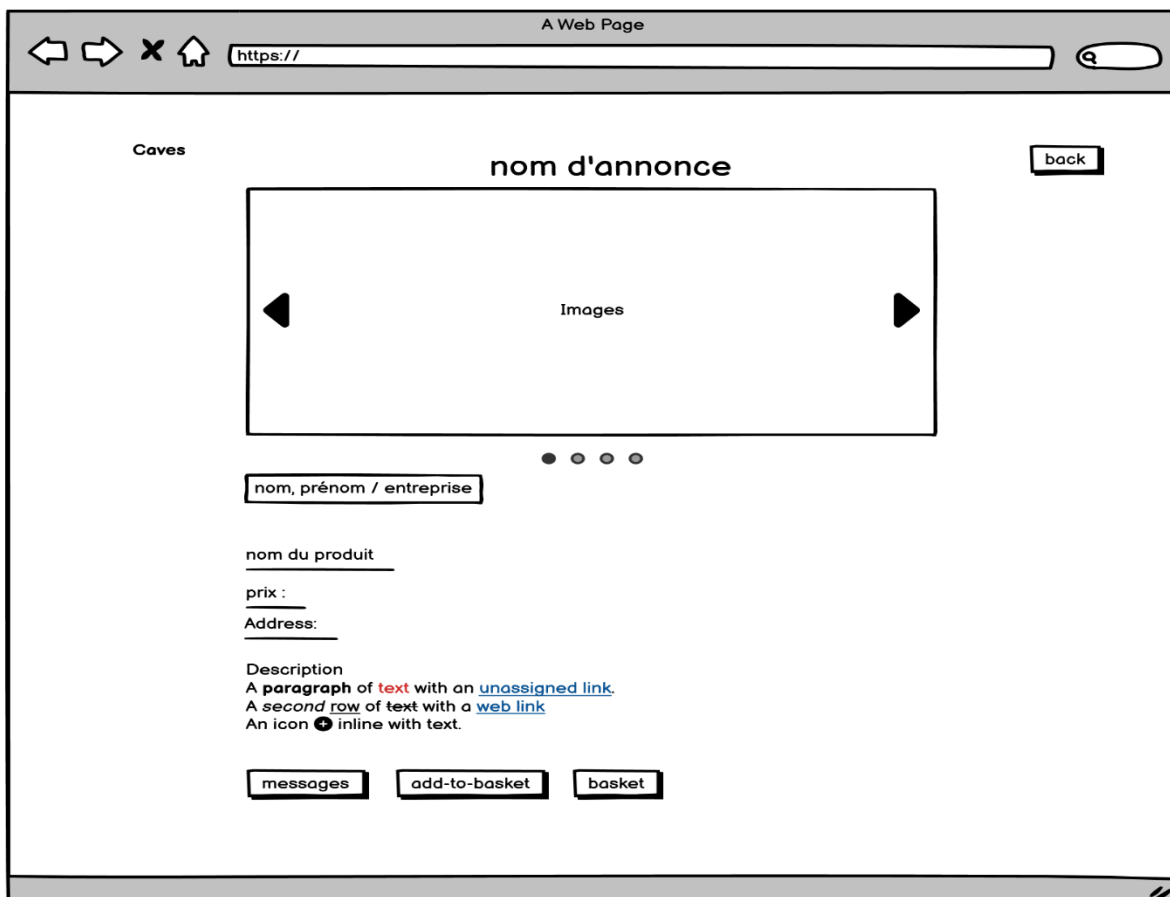 A Web Page
https://
Caves
nom d'annonce
back
Images
nom, prénom / entreprise
nom du produit
prix :
Address:
Description
A paragraph of text with an unassigned link.
A second row of text with a web link
An icon inline with text.
messages
add-to-basket
basket